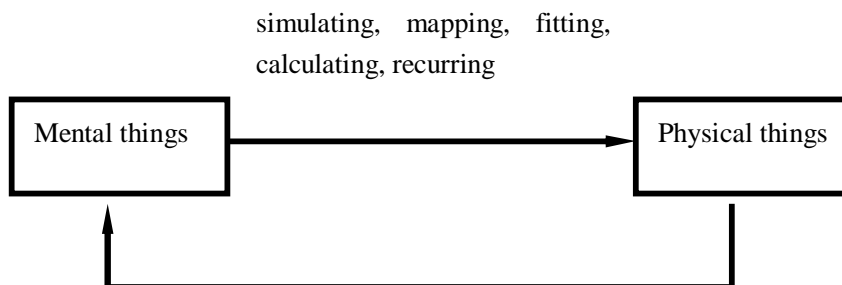 simulating, mapping, fitting,
calculating, recurring
Mental things
Physical things